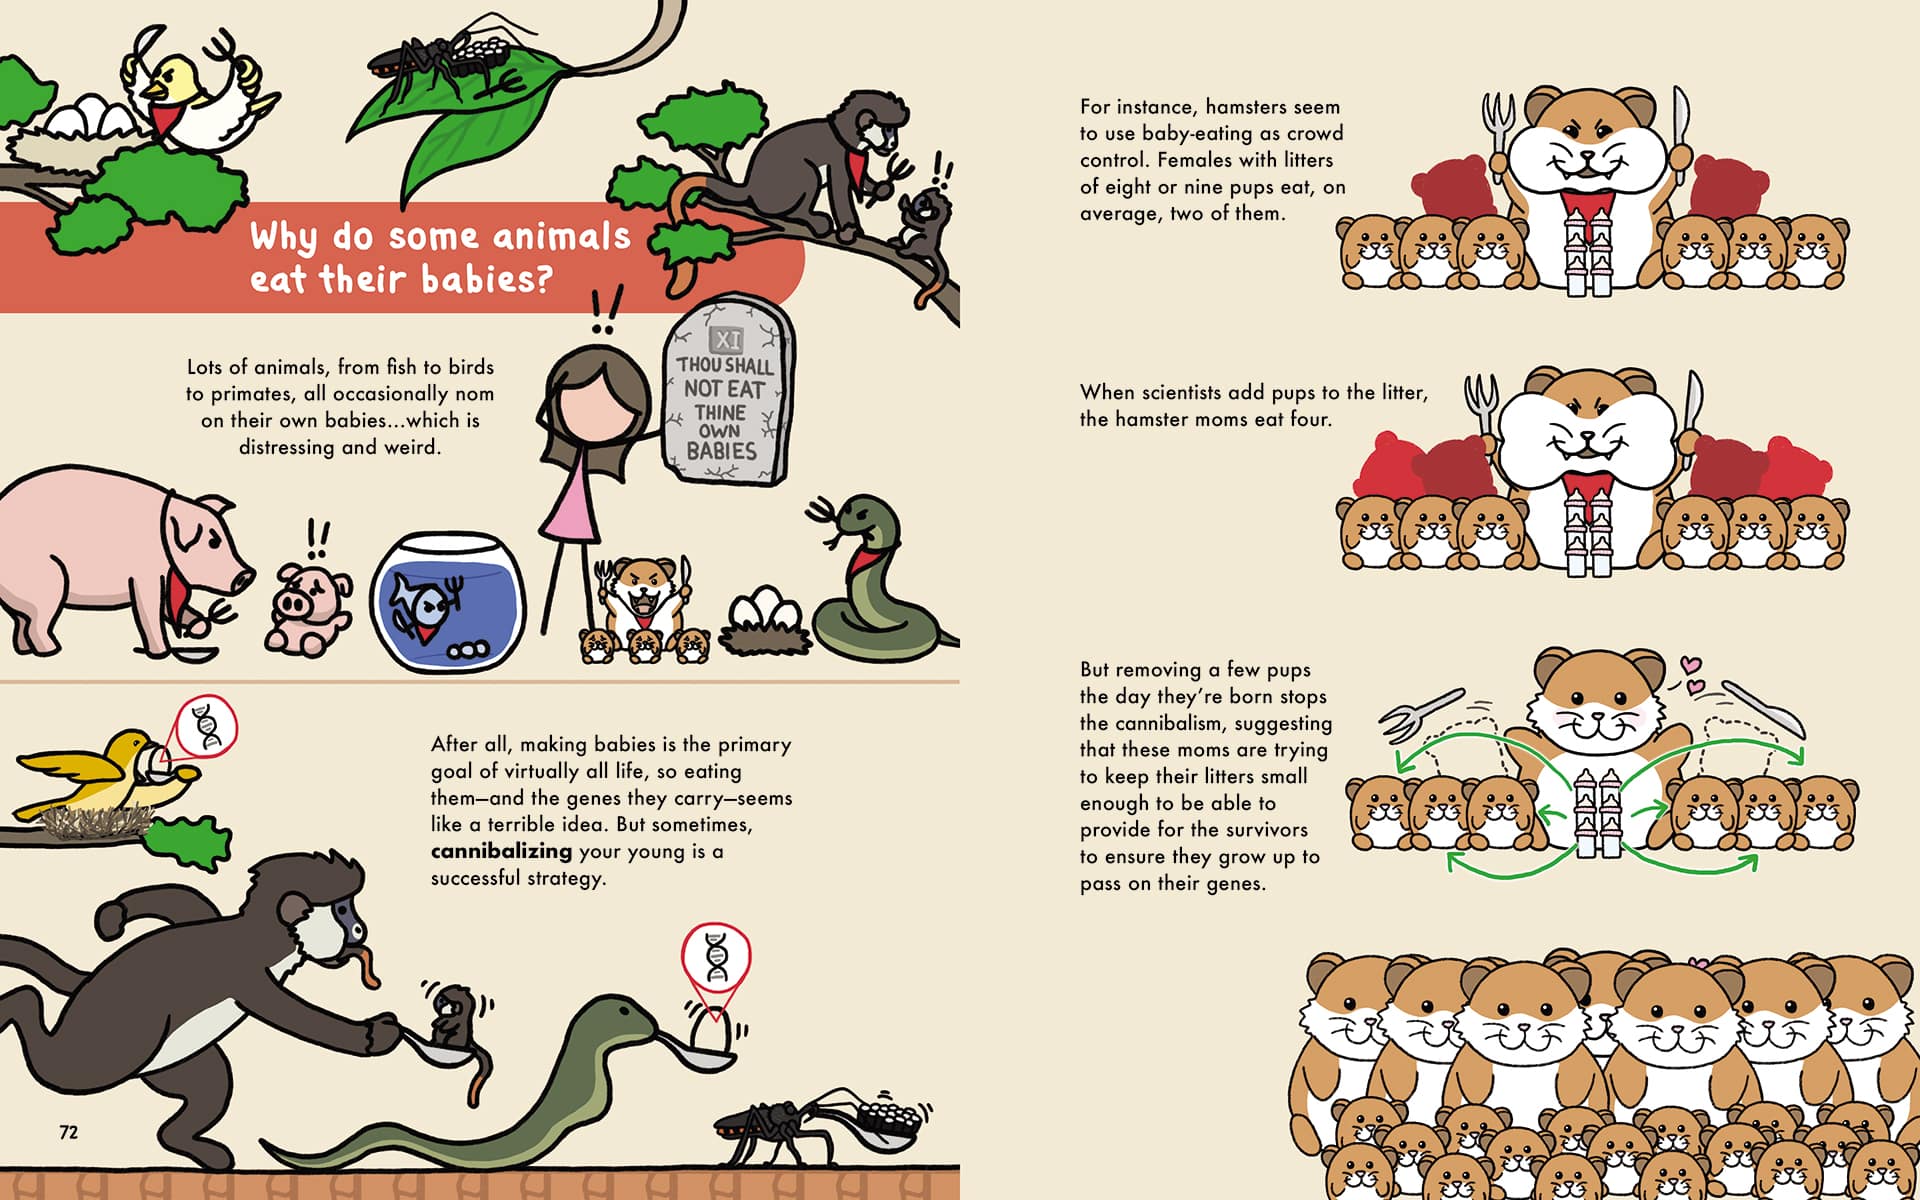 Why do some animals
eat their babies?
Lots of animals, from fish to birds
to primates, all occasionally nom
on their own babies...which is
distressing and weird.
!!
XI
THOU SHALL
NOT EAT
THINE
OWN
BABIES
!!
!!
After all, making babies is the primary
goal of virtually all life, so eating
them—and the genes they carry—seems
like a terrible idea. But sometimes,
cannibalizing your young is a
successful strategy.
72
For instance, hamsters seem
to use baby-eating as crowd
control. Females with litters
of eight or nine pups eat, on
average, two of them.
When scientists add pups to the litter,
the hamster moms eat four.
But removing a few pups
the day they're born stops
the cannibalism, suggesting
that these moms are trying
to keep their litters small
enough to be able to
provide for the survivors
to ensure they grow up to
pass on their genes.